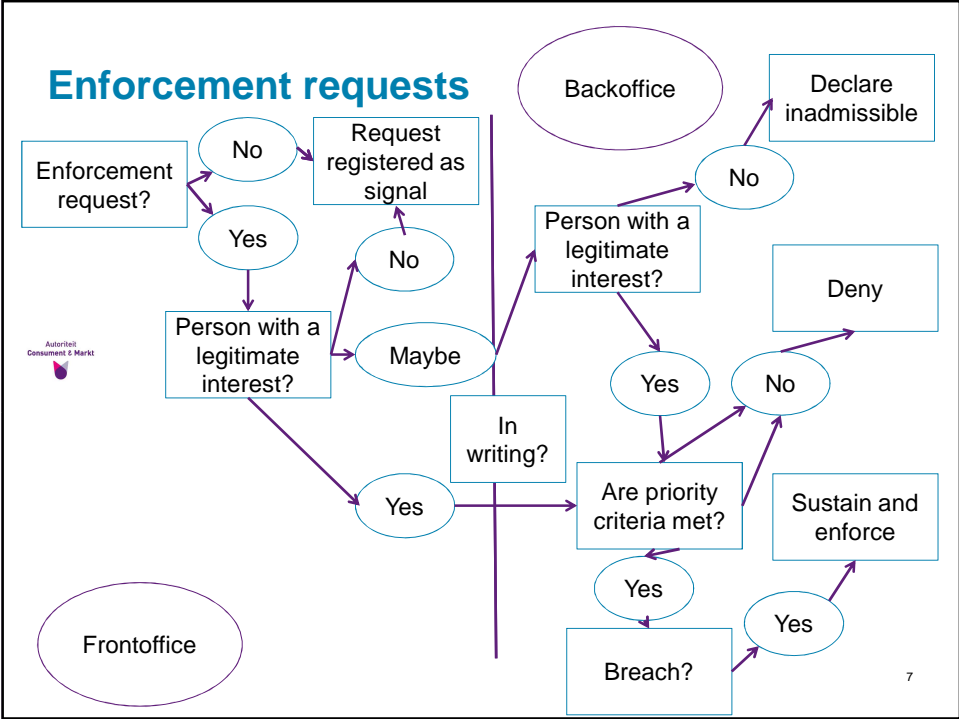 Enforcement requests
Backoffice
Declare
inadmissible
Enforcement
request?
No
Request
registered as
signal
Yes
No
Person with a
legitimate
interest?
No
Person with a
legitimate
interest?
Maybe
Deny
Autoriteit
Consument & Markt
Yes
No
In
writing?
Yes
Are priority
criteria met?
Sustain and
enforce
Yes
Yes
Frontoffice
Breach?
7